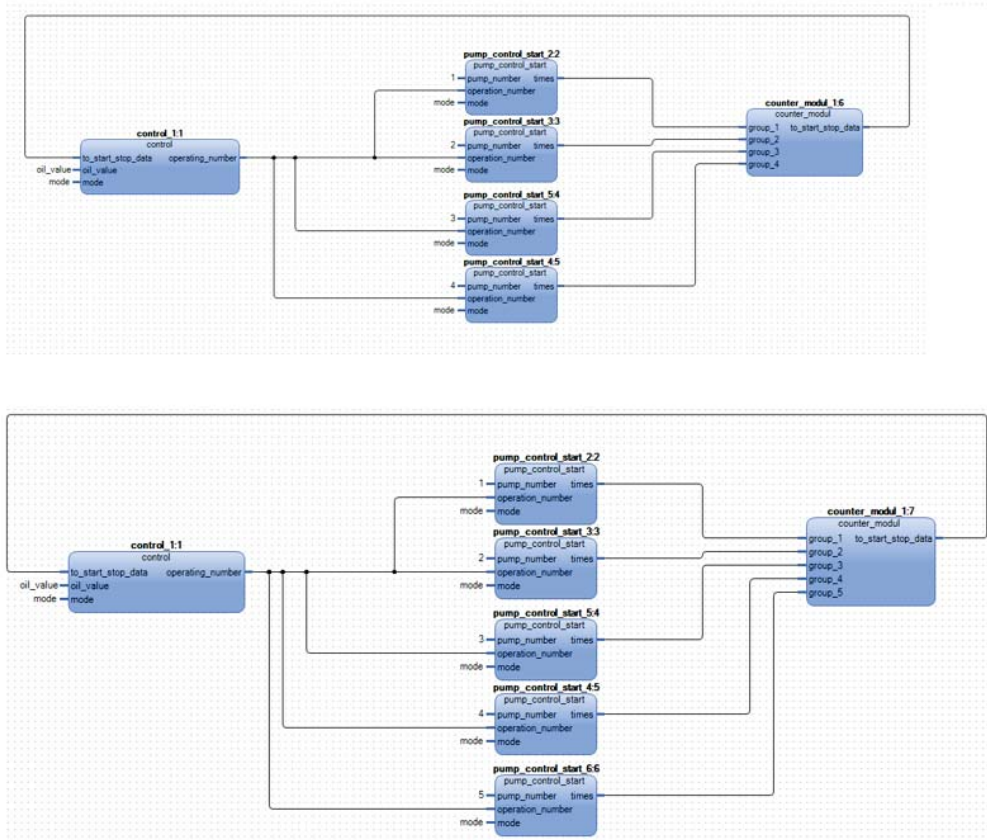 pump_control_start_2:2
pump_control_start
1 pump_number times
operation_number
mode mode
pump_control_start_3:3
pump_control_start
2 pump_number times
operation_number
mode mode
pump_control_start_5:4
pump_control_start
3 pump_number times
operation_number
mode mode
pump_control_start_4:5
pump_control_start
4 pump_number times
operation_number
mode mode
control_1:1
control
to_start_stop_data operating_number
oil_value oil_value
mode mode
counter_modul_1:6
counter_modul
group_1 to_start_stop_data
group_2
group_3
group_4
pump_control_start_2:2
pump_control_start
1 pump_number times
operation_number
mode mode
pump_control_start_3:3
pump_control_start
2 pump_number times
operation_number
mode mode
pump_control_start_5:4
pump_control_start
3 pump_number times
operation_number
mode mode
pump_control_start_4:5
pump_control_start
4 pump_number times
operation_number
mode mode
pump_control_start_6:6
pump_control_start
5 pump_number times
operation_number
mode mode
control_1:1
control
to_start_stop_data operating_number
oil_value oil_value
mode mode
counter_modul_1:7
counter_modul
group_1 to_start_stop_data
group_2
group_3
group_4
group_5